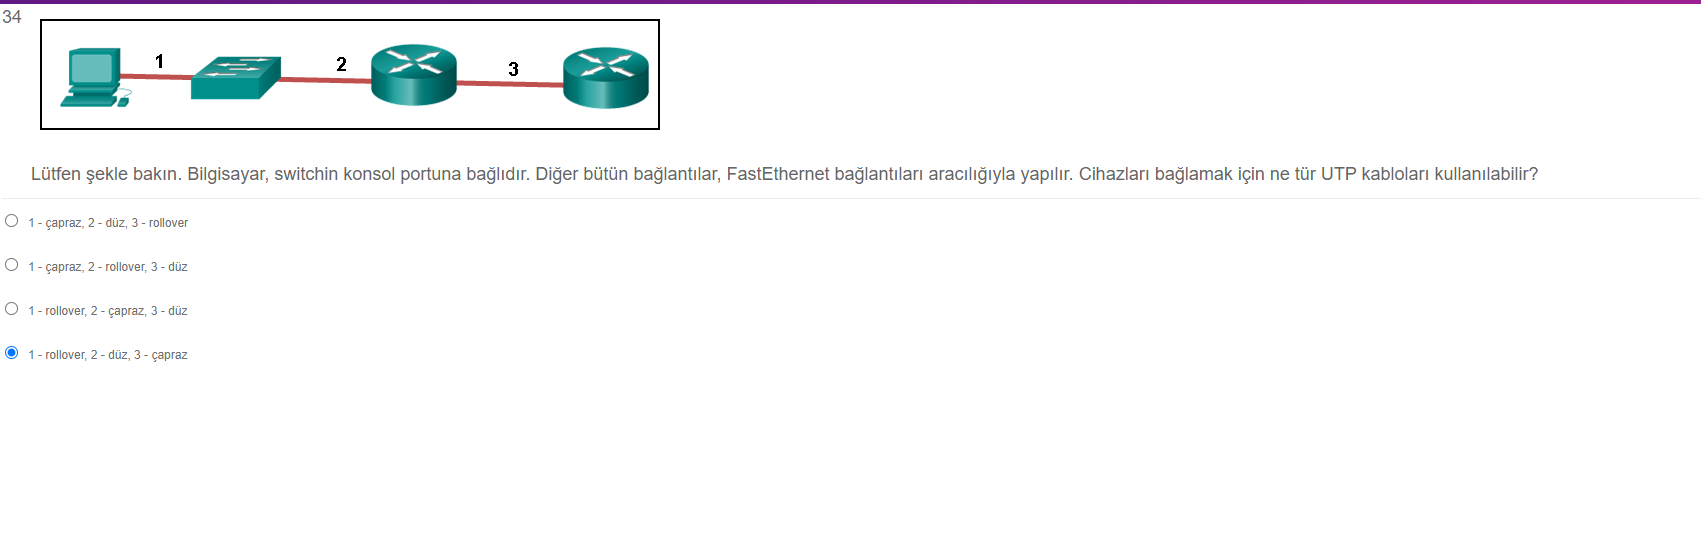 34
1
2
3
Lütfen şekle bakın. Bilgisayar, switchin konsol portuna bağlıdır. Diğer bütün bağlantılar, FastEthernet bağlantıları aracılığıyla yapılır. Cihazları bağlamak için ne tür UTP kabloları kullanılabilir?
1 - çapraz, 2 - düz, 3 - rollover
1 - çapraz, 2 - rollover, 3 - düz
1 - rollover, 2 - çapraz, 3 - düz
1 - rollover, 2 - düz, 3 - çapraz